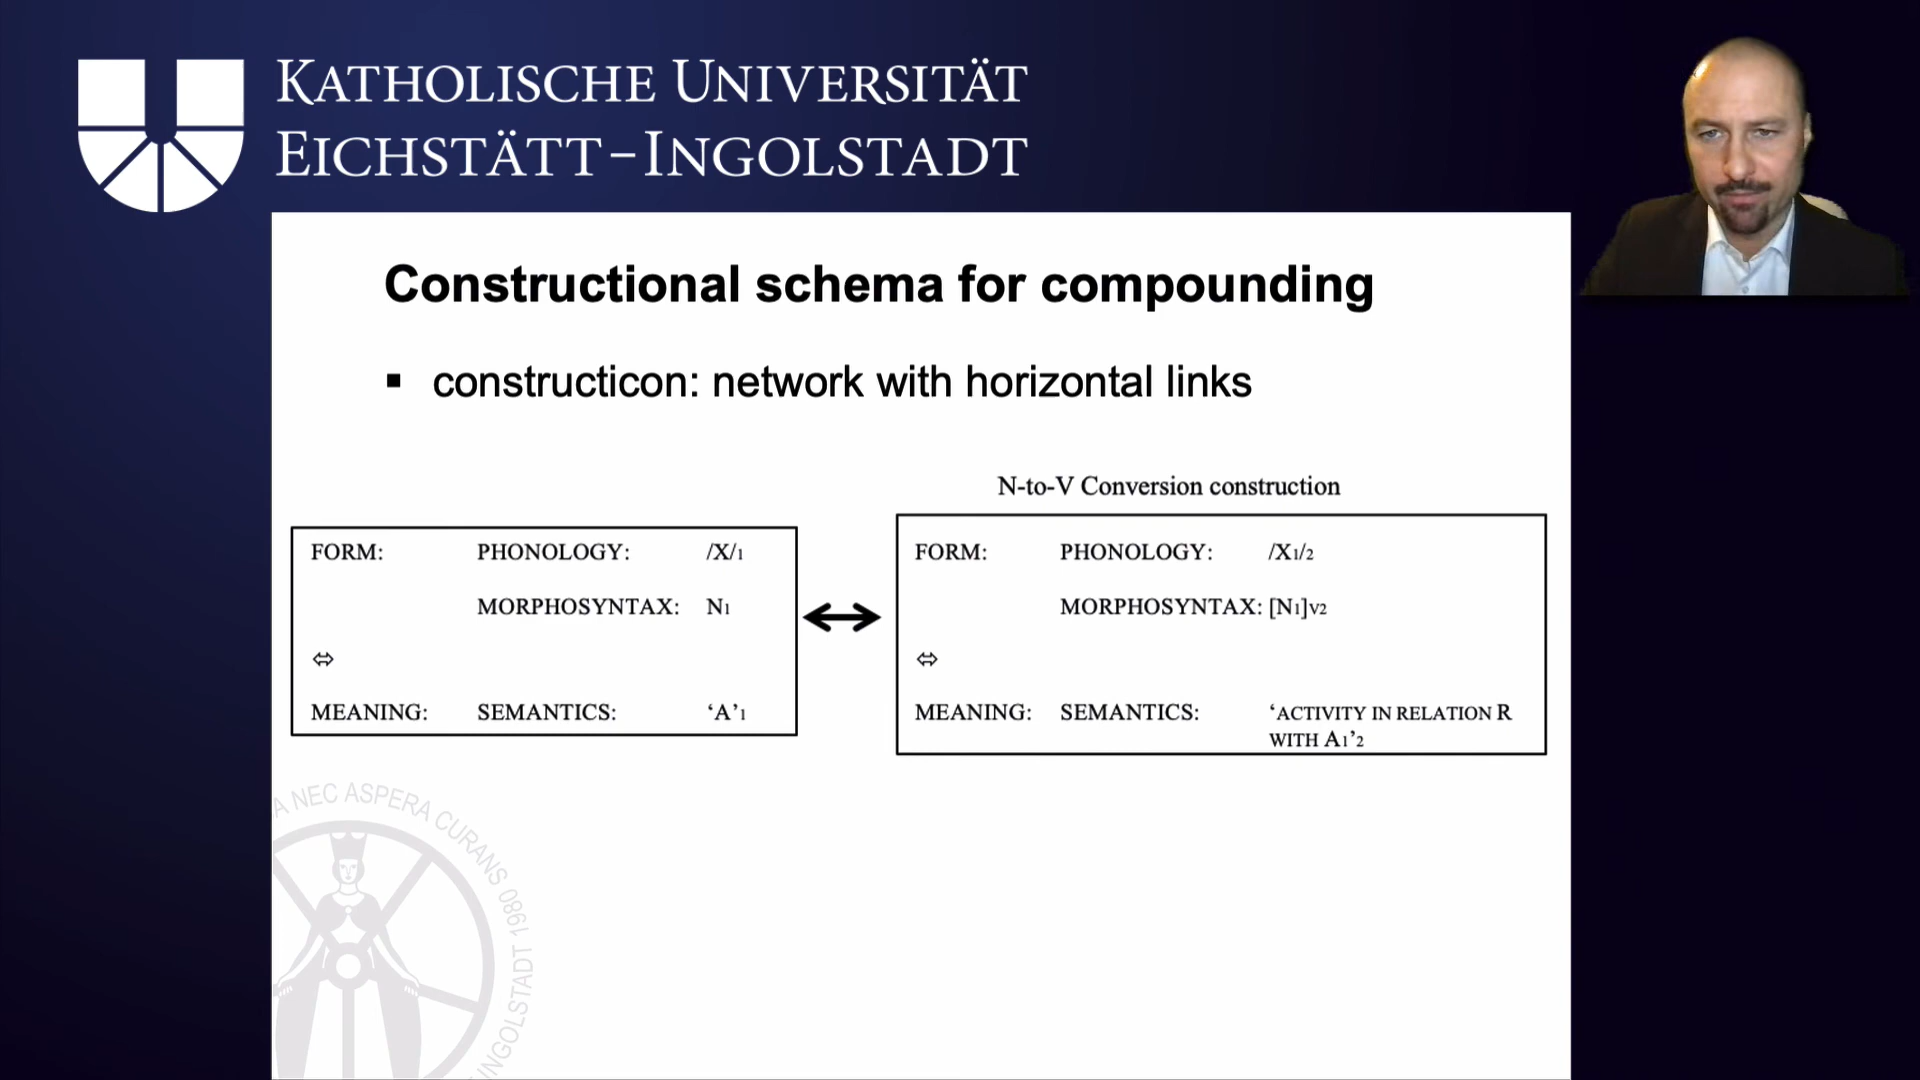 KATHOLISCHE UNIVERSITÄT
EICHSTÄTT-INGOLSTADT
Constructional schema for compounding
▪ constructicon: network with horizontal links
N-to-V Conversion construction
FORM: PHONOLOGY: /X/1
MORPHOSYNTAX: N1
⇔
MEANING: SEMANTICS: ‘A’1
FORM: PHONOLOGY: /X1/2
MORPHOSYNTAX: [N1]V2
⇔
MEANING: SEMANTICS: ‘ACTIVITY IN RELATION R
WITH A1’2
A NEC ASPERA CURANS 1980 INGOLSTADT